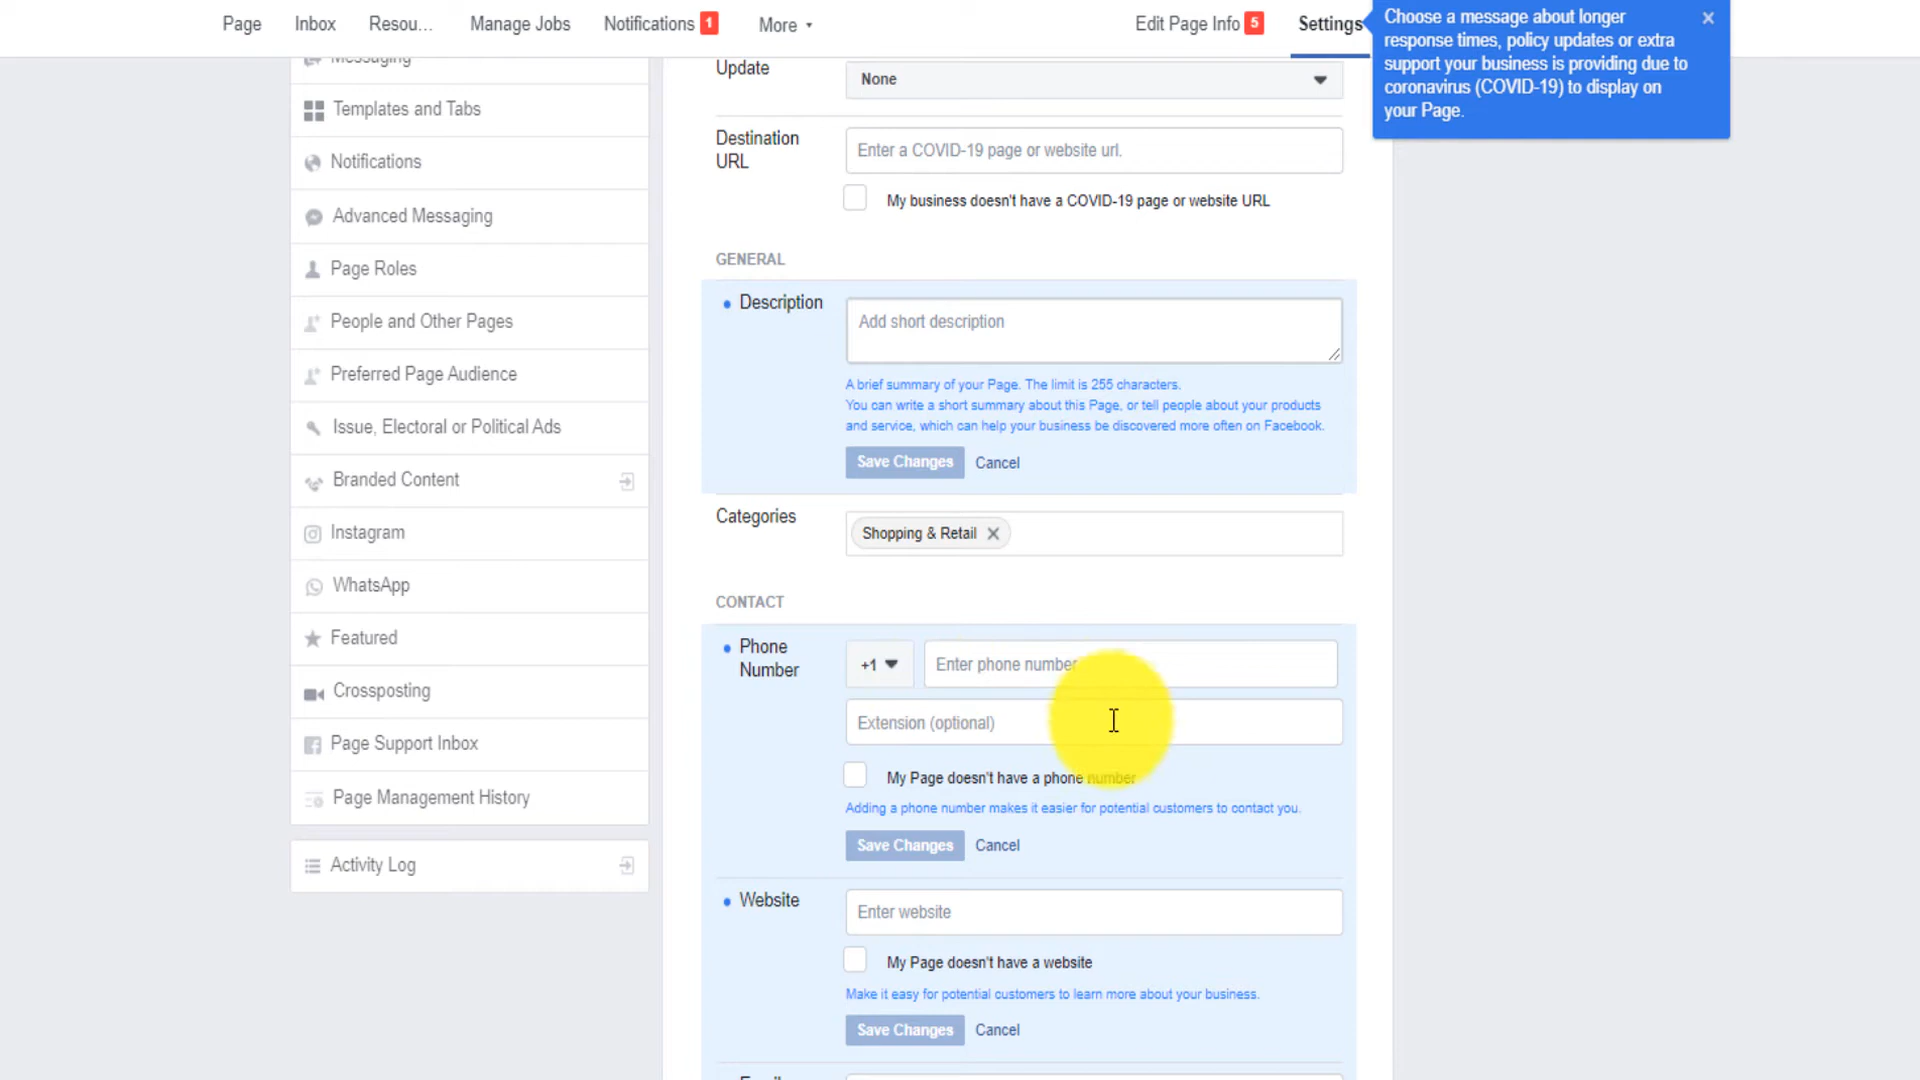 Page
Inbox
Resou...
Manage Jobs
Notifications 1
More
Edit Page Info 5
Settings
Choose a message about longer
response times, policy updates or extra
support your business is providing due to
coronavirus (COVID-19) to display on
your Page.
Messaging
Templates and Tabs
Notifications
Advanced Messaging
Page Roles
People and Other Pages
Preferred Page Audience
Issue, Electoral or Political Ads
Branded Content
Instagram
WhatsApp
Featured
Crossposting
Page Support Inbox
Page Management History
Activity Log
Update
None
Destination
URL
Enter a COVID-19 page or website url.
My business doesn't have a COVID-19 page or website URL
GENERAL
Description
Add short description
A brief summary of your Page. The limit is 255 characters.
You can write a short summary about this Page, or tell people about your products
and service, which can help your business be discovered more often on Facebook.
Save Changes
Cancel
Categories
Shopping & Retail
CONTACT
Phone
Number
+1
Enter phone number
Extension (optional)
My Page doesn't have a phone number
Adding a phone number makes it easier for potential customers to contact you.
Save Changes
Cancel
Website
Enter website
My Page doesn't have a website
Make it easy for potential customers to learn more about your business.
Save Changes
Cancel